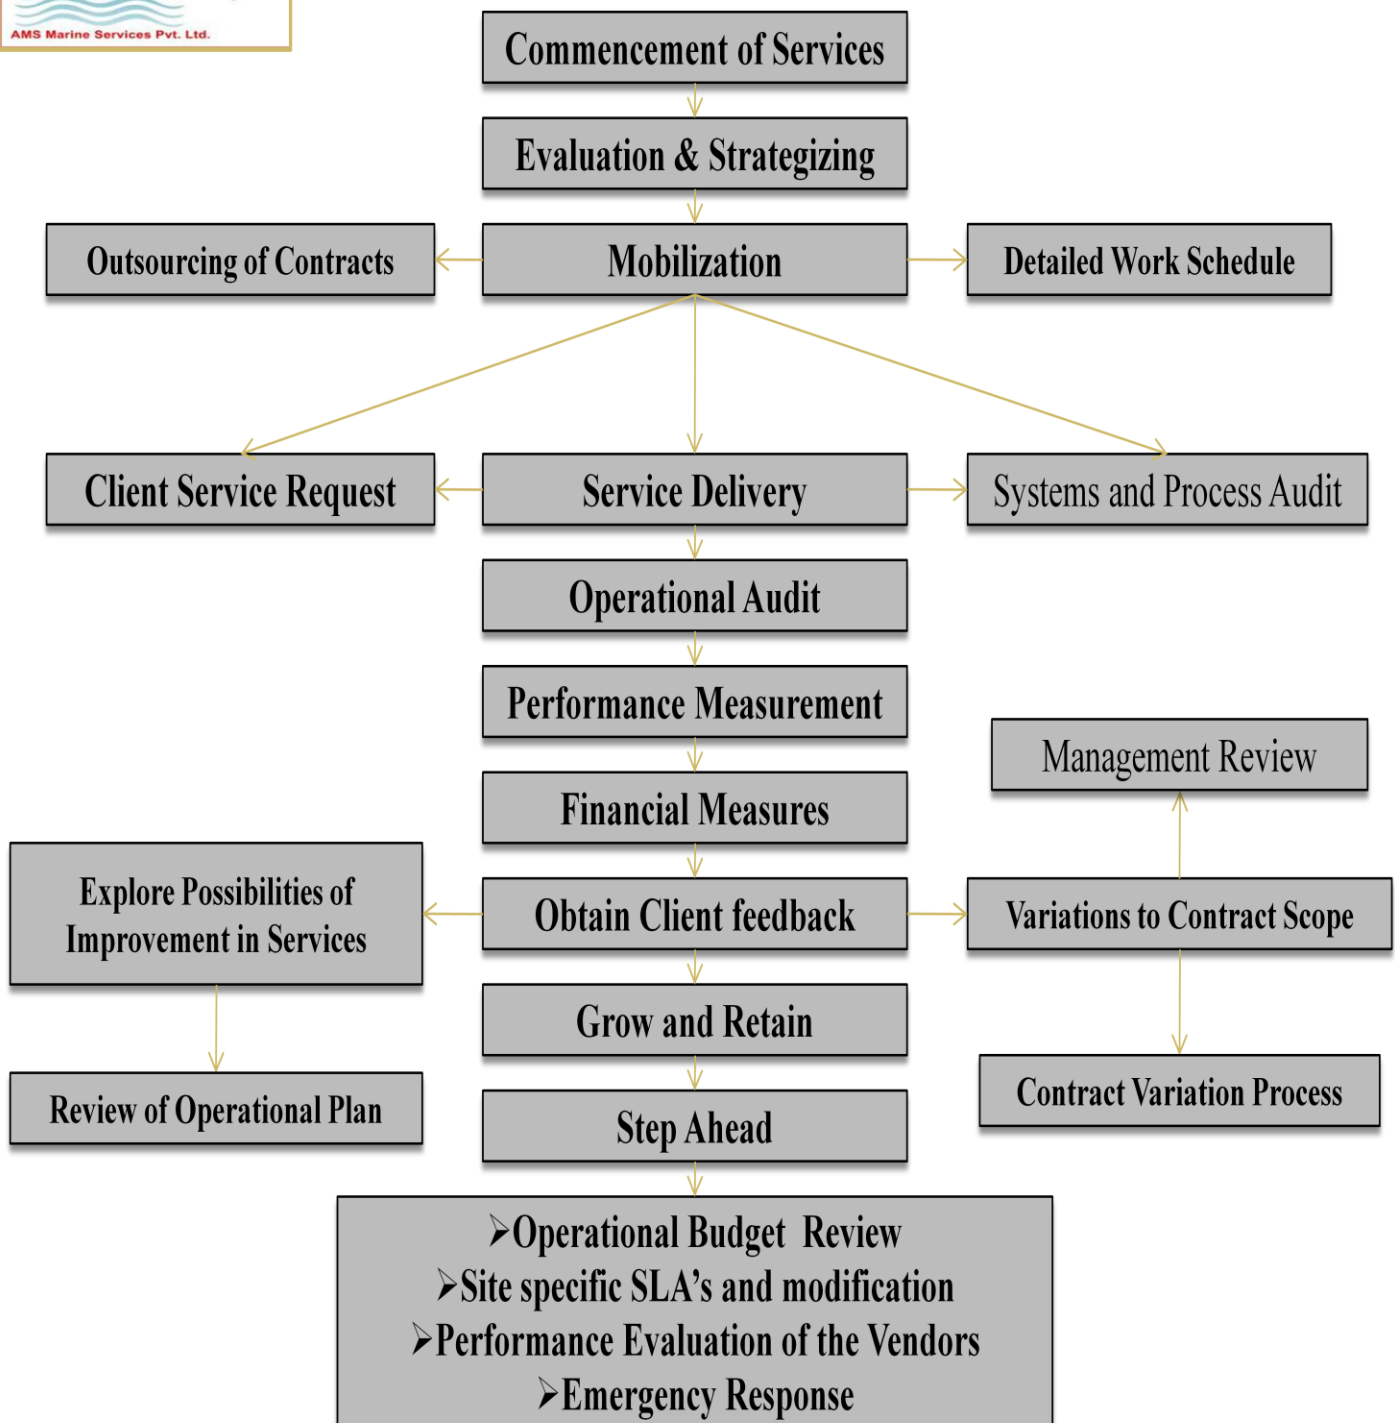 AMS Marine Services Pvt. Ltd.
Commencement of Services
Evaluation & Strategizing
Outsourcing of Contracts
Mobilization
Detailed Work Schedule
Client Service Request
Service Delivery
Systems and Process Audit
Operational Audit
Performance Measurement
Management Review
Financial Measures
Explore Possibilities of
Improvement in Services
Obtain Client feedback
Variations to Contract Scope
Grow and Retain
Review of Operational Plan
Step Ahead
Contract Variation Process
➢Operational Budget  Review
➢Site specific SLA’s and modification
➢Performance Evaluation of the Vendors
➢Emergency Response